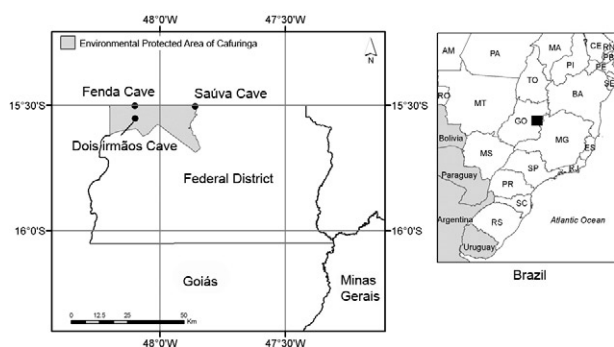 48°0'W 47°30'W
Environmental Protected Area of Cafuringa
N
Fenda Cave Saúva Cave
15°30'S 15°30'S
Dois irmãos Cave
Federal District
16°0'S 16°0'S
Goiás
Minas
Gerais
0 12.5 25 50
Km
48°0'W 47°30'W
AM PA MA CE RN
PB
PI PE
TO SE
RO MT BA
GO
Bolivia MG
MS ES
SP RJ
Paraguay
PR
SC
Argentina RS Atlantic Ocean
Uruguay
Brazil